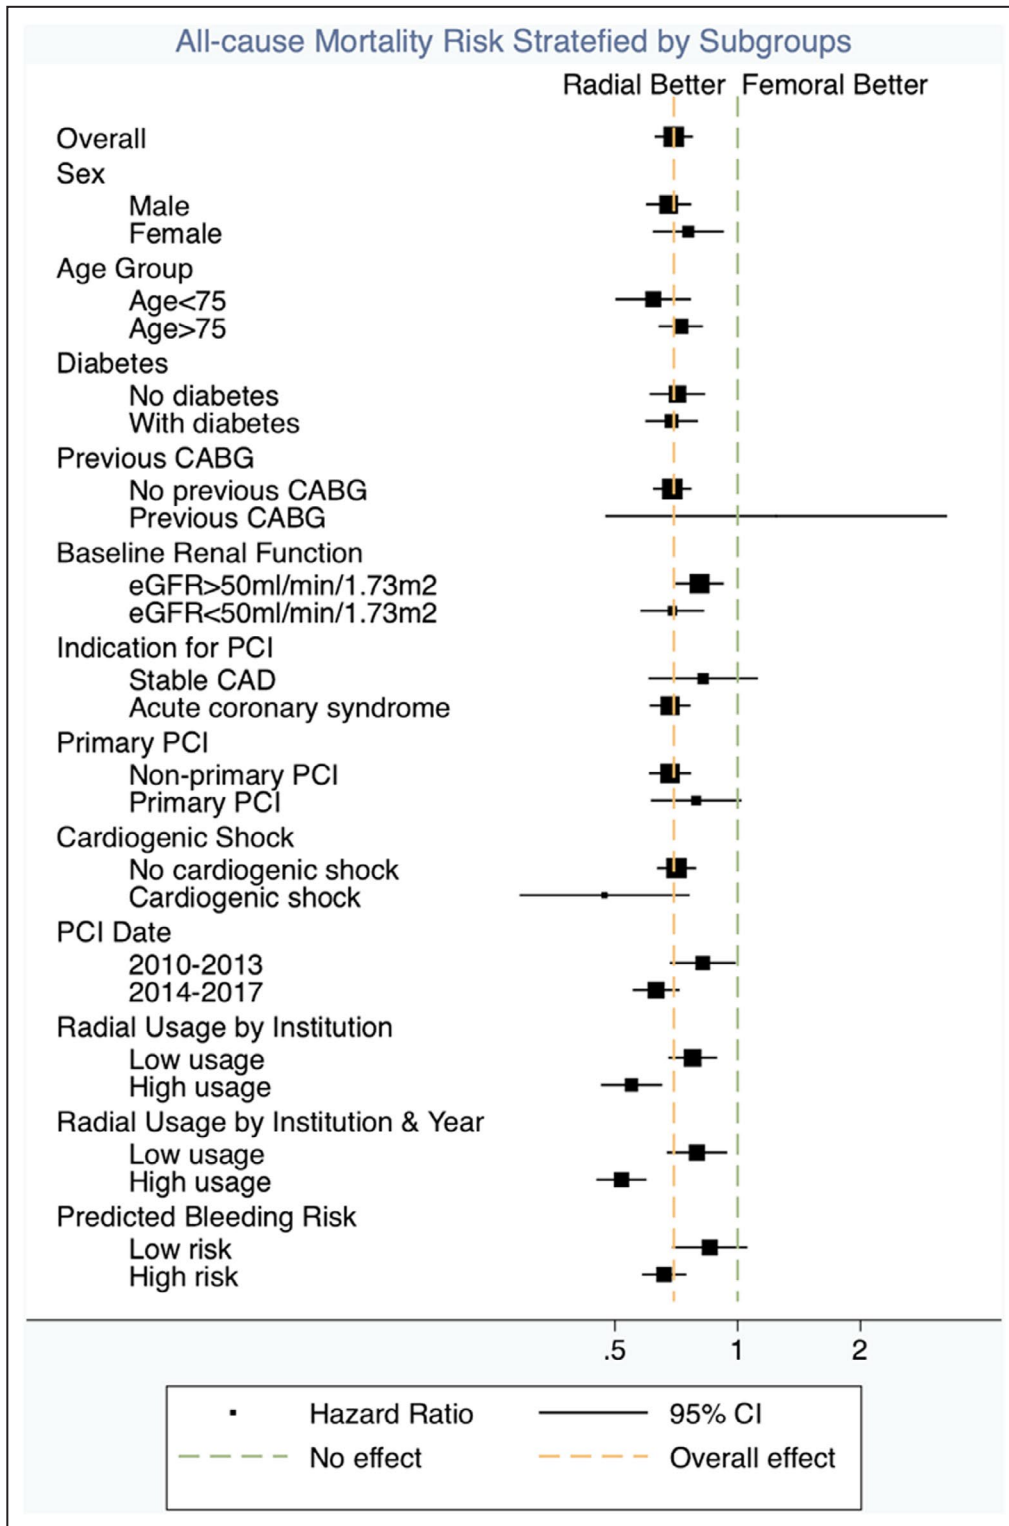 All-cause Mortality Risk Stratefied by Subgroups
Radial Better Femoral Better
Overall
Sex
Male
Female
Age Group
Age<75
Age>75
Diabetes
No diabetes
With diabetes
Previous CABG
No previous CABG
Previous CABG
Baseline Renal Function
eGFR>50ml/min/1.73m2
eGFR<50ml/min/1.73m2
Indication for PCI
Stable CAD
Acute coronary syndrome
Primary PCI
Non-primary PCI
Primary PCI
Cardiogenic Shock
No cardiogenic shock
Cardiogenic shock
PCI Date
2010-2013
2014-2017
Radial Usage by Institution
Low usage
High usage
Radial Usage by Institution & Year
Low usage
High usage
Predicted Bleeding Risk
Low risk
High risk
.5 1 2
Hazard Ratio 95% CI
No effect Overall effect